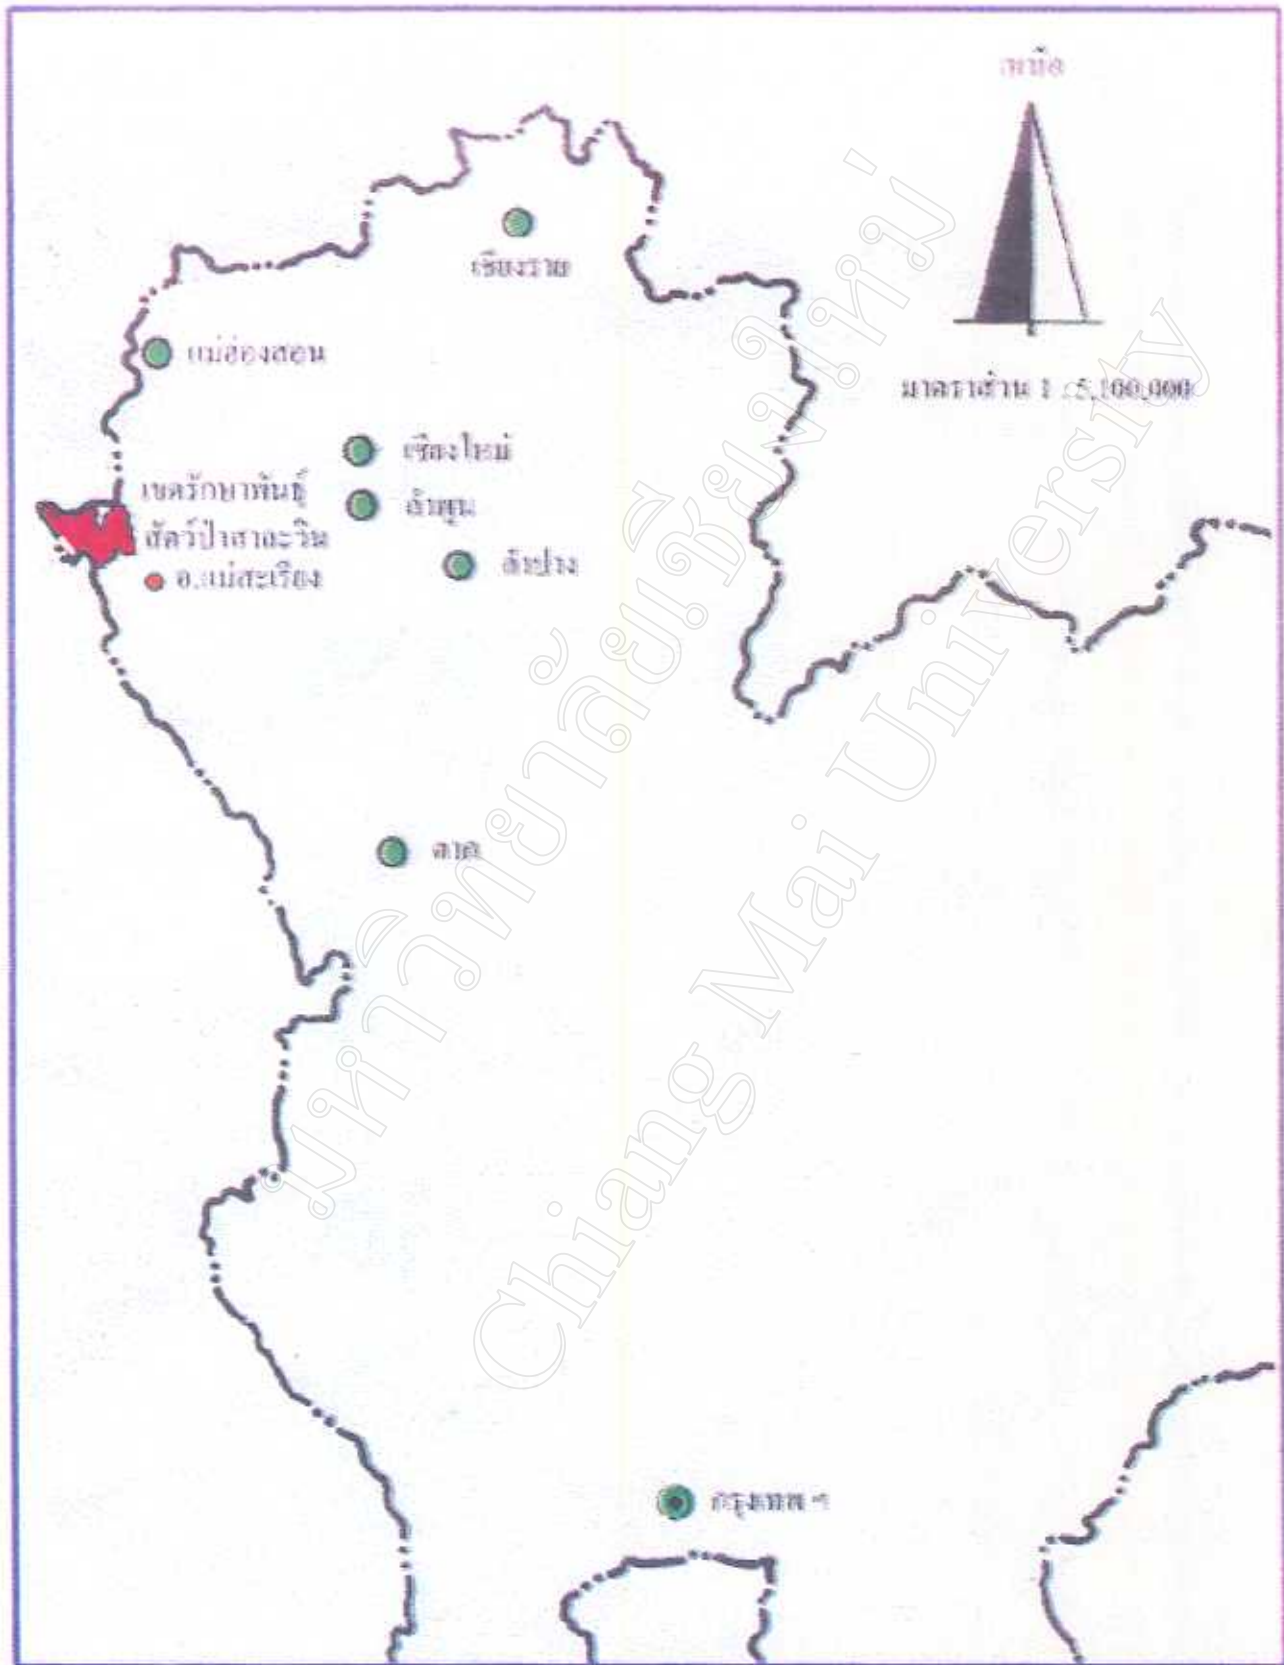 เหนือ
เชียงราย
แม่ฮ่องสอน
มาตราส่วน 1 : 5,100,000
เชียงใหม่
เขตรักษาพันธุ์
สัตว์ป่าสาละวิน
ลำพูน
ลำปาง
อ.แม่สะเรียง
ตาก
กรุงเทพ ฯ
มหาวิทยาลัยเชียงใหม่
Chiang Mai University